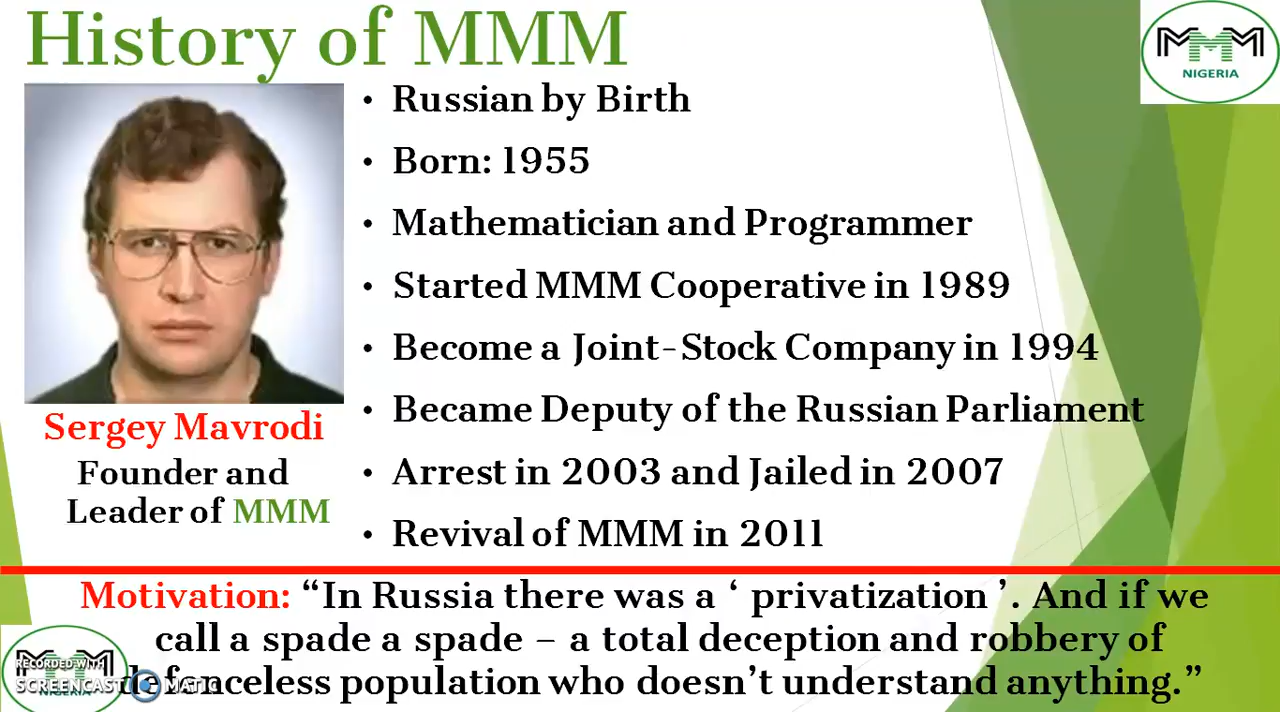 History of MMM
MMM
NIGERIA
• Russian by Birth
• Born: 1955
• Mathematician and Programmer
• Started MMM Cooperative in 1989
• Become a Joint-Stock Company in 1994
• Became Deputy of the Russian Parliament
• Arrest in 2003 and Jailed in 2007
• Revival of MMM in 2011
Sergey Mavrodi
Founder and
Leader of MMM
Motivation: “In Russia there was a ‘ privatization ’. And if we
call a spade a spade – a total deception and robbery of
defenceless population who doesn’t understand anything.”
RECORDED WITH
SCREENCAST MATIC
NIGERIA